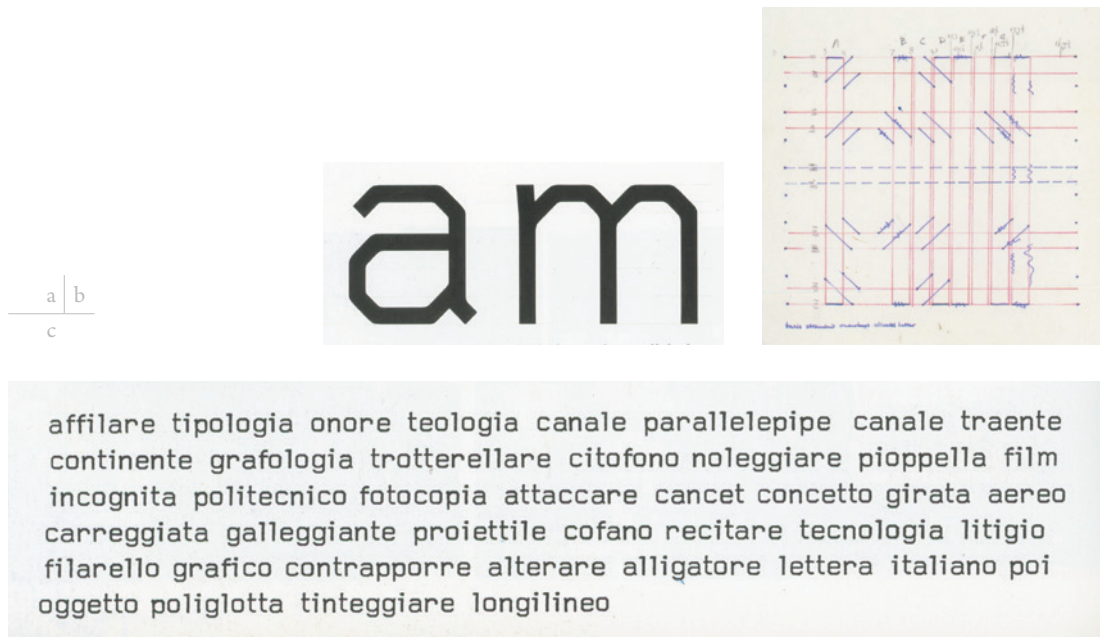 am
A B C D
a b
c
affilare tipologia onore teologia canale parallelepipe canale traente
continente grafologia trotterellare citofono noleggiare pioppella film
incognita politecnico fotocopia attaccare cancet concetto girata aereo
carreggiata galleggiante proiettile cofano recitare tecnologia litigio
filarello grafico contrapporre alterare alligatore lettera italiano poi
oggetto poliglotta tinteggiare longilineo